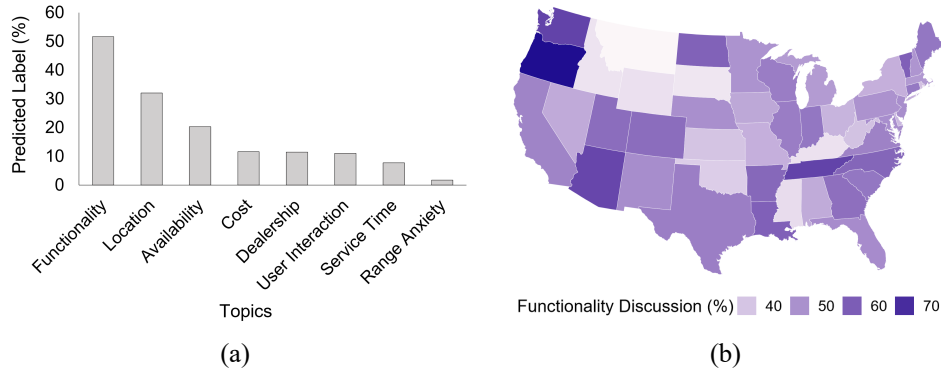 60
50
40
30
20
10
0
Predicted Label (%)
Functionality
Location
Availability
Cost
Dealership
User Interaction
Service Time
Range Anxiety
Topics
(a)
Functionality Discussion (%) 40 50 60 70
(b)